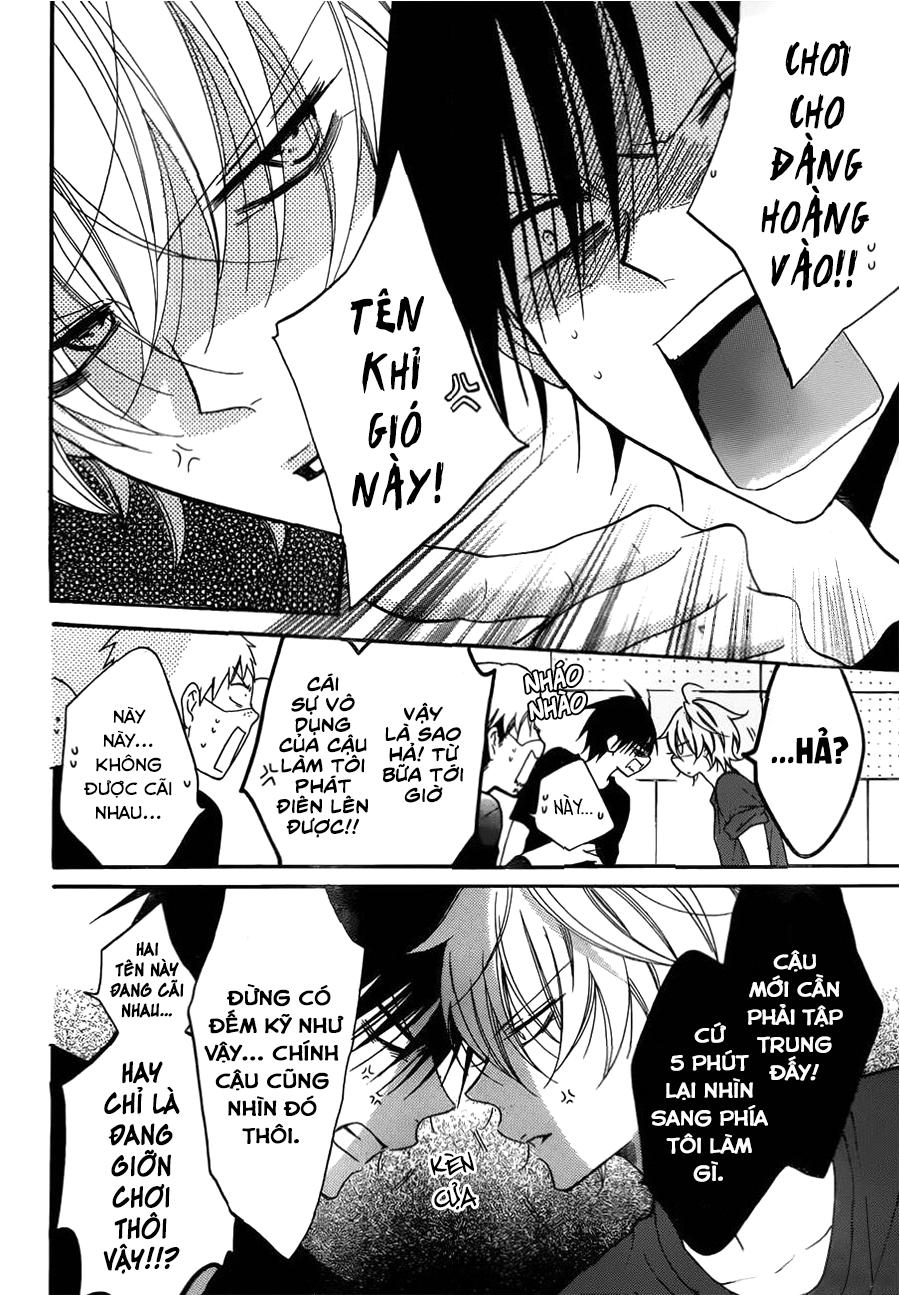 CHƠI
CHO
ĐÀNG
HOÀNG
VÀO!!
TÊN
KHỈ
GIÓ
NÀY!
...HẢ?
NHÁO
NHÀO
NÀY...
VẬY
LÀ SAO
HẢ! TỪ
BỮA TỚI
GIỜ
CÁI
SỰ VÔ
DỤNG
CỦA CẬU
LÀM TÔI
PHÁT
ĐIÊN LÊN
ĐƯỢC!!
NÀY
NÀY...
KHÔNG
ĐƯỢC CÃI
NHAU...
CẬU
MỚI CẦN
PHẢI TẬP
TRUNG
ĐẤY!
CỨ
5 PHÚT
LẠI NHÌN
SANG PHÍA
TÔI LÀM
GÌ.
KÈN
CỰA
ĐỪNG CÓ
ĐẾM KỸ NHƯ
VẬY... CHÍNH
CẬU CŨNG
NHÌN ĐÓ
THÔI.
HAI
TÊN NÀY
ĐANG CÃI
NHAU...
HAY
CHỈ LÀ
ĐANG
GIỠN
CHƠI
THÔI
VẬY!!?